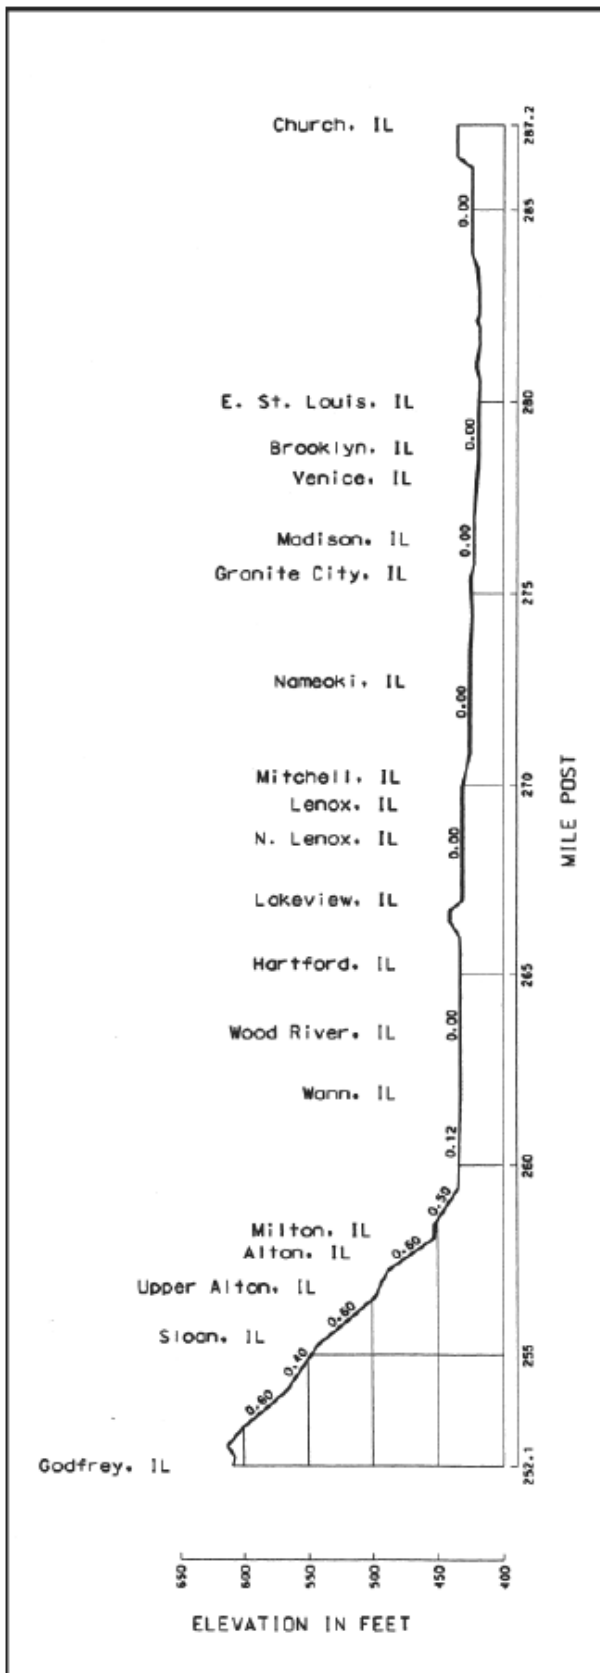 Church, IL
287.2
0.00
285
E. St. Louis, IL
280
0.00
Brooklyn, IL
Venice, IL
Madison, IL
0.00
Granite City, IL
275
Nameoki, IL
0.00
Mitchell, IL
270
Lenox, IL
MILE POST
N. Lenox, IL
0.00
Lakeview, IL
Hartford, IL
265
Wood River, IL
0.00
Wann, IL
0.12
260
0.50
Milton, IL
Alton, IL
0.60
Upper Alton, IL
0.60
Sloan, IL
255
0.40
0.60
Godfrey, IL
252.1
650 600 550 500 450 400
ELEVATION IN FEET